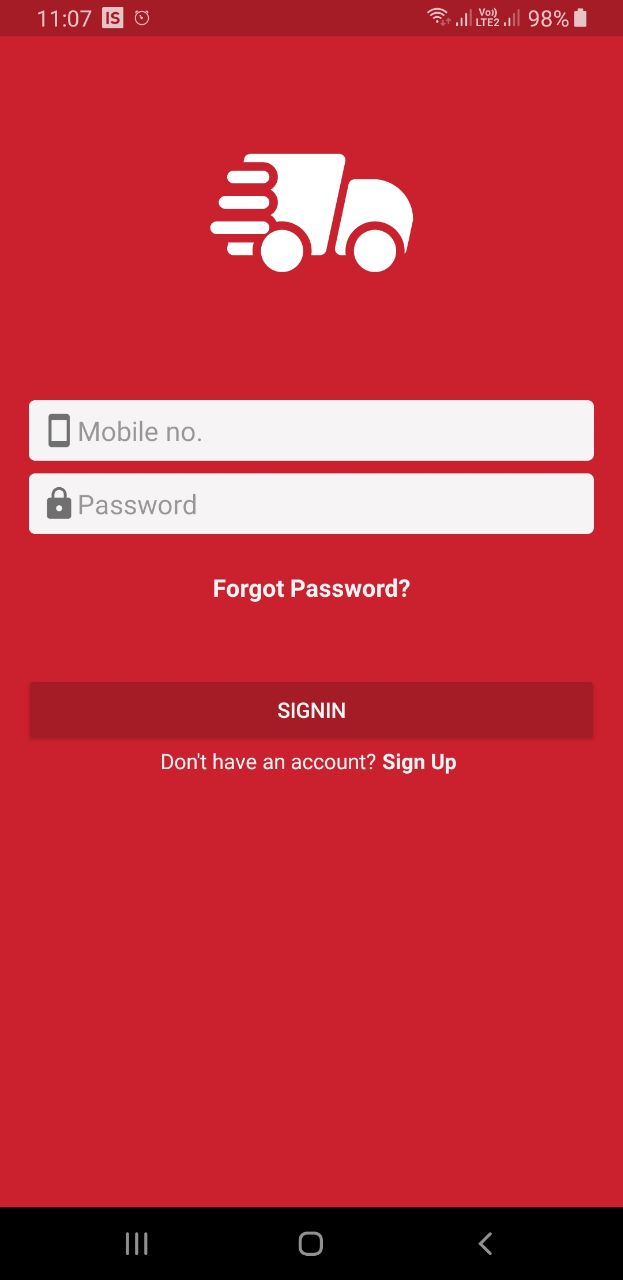 11:07 IS Vo)) LTE2 98%
Mobile no.
Password
Forgot Password?
SIGNIN
Don't have an account? Sign Up